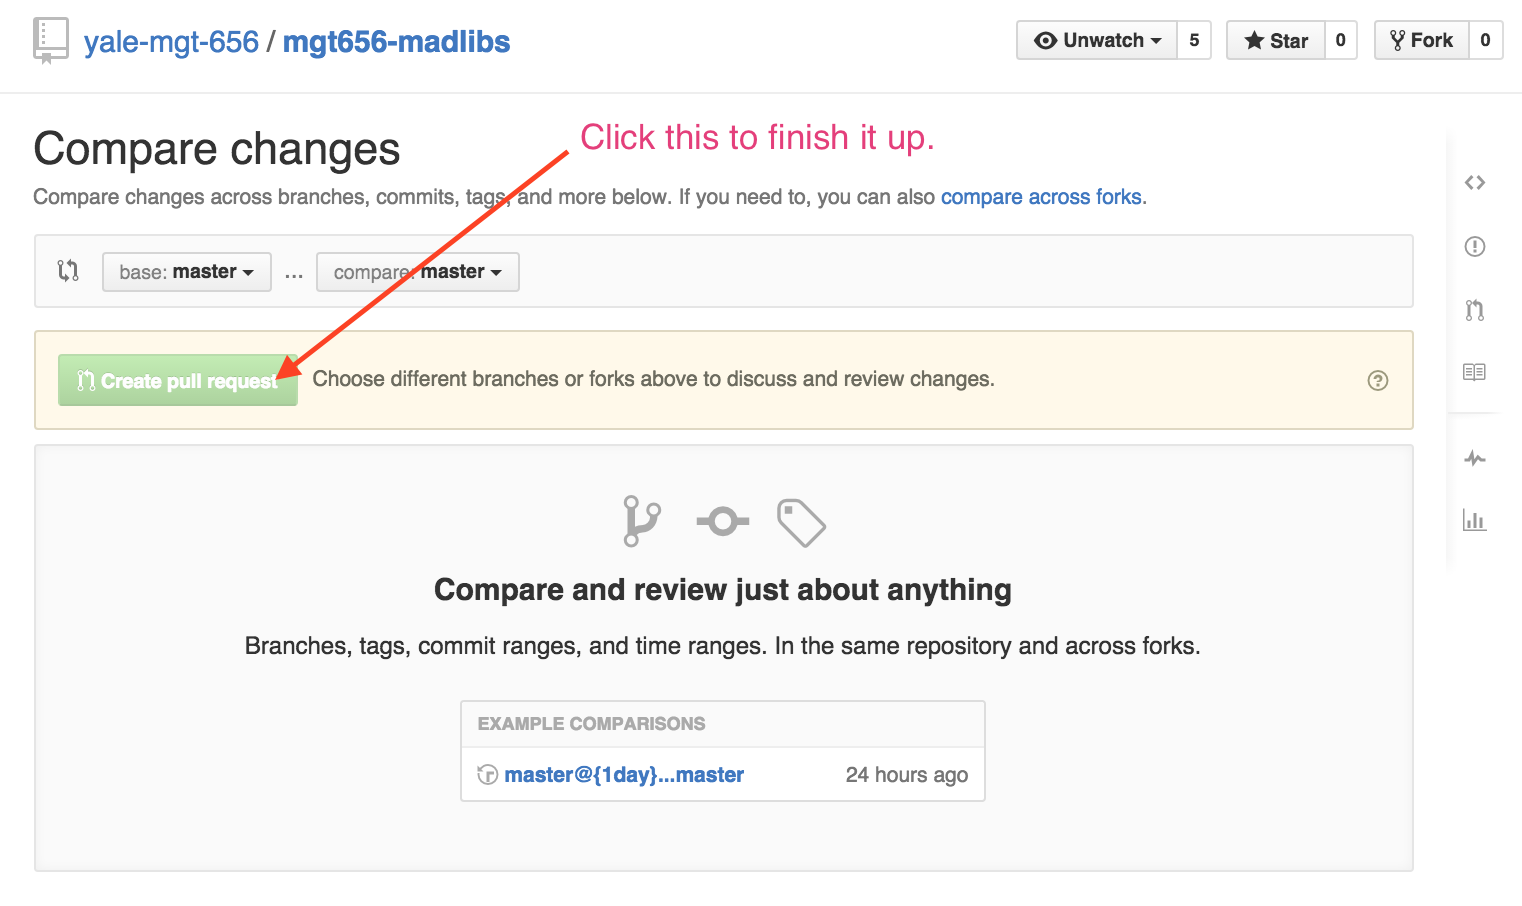 yale-mgt-656 / mgt656-madlibs
Unwatch 5 Star 0 Fork 0
Click this to finish it up.
Compare changes
Compare changes across branches, commits, tags, and more below. If you need to, you can also compare across forks.
base: master ... compare: master
Create pull request Choose different branches or forks above to discuss and review changes.
Compare and review just about anything
Branches, tags, commit ranges, and time ranges. In the same repository and across forks.
EXAMPLE COMPARISONS
master@{1day}...master 24 hours ago